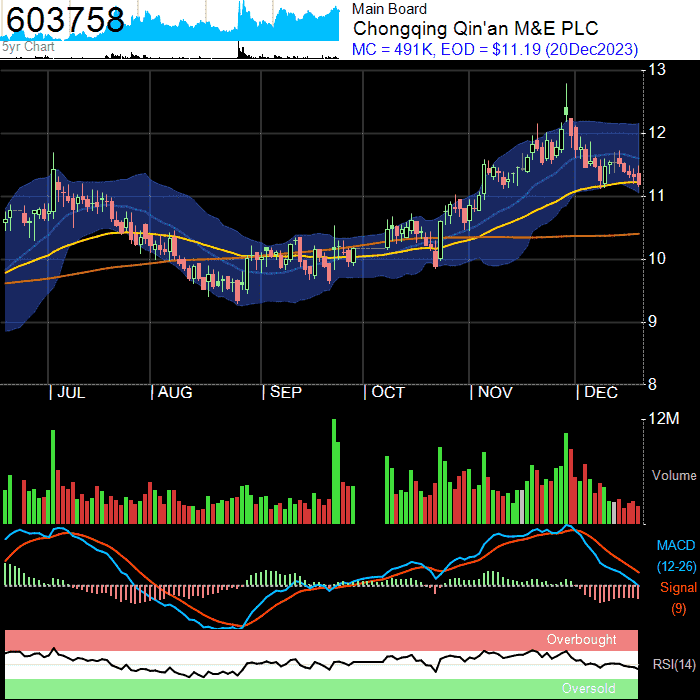 603758
5yr Chart
Main Board
Chongqing Qin'an M&E PLC
MC = 491K, EOD = $11.19 (20Dec2023)
13
12
11
10
9
8
| JUL | AUG | SEP | OCT | NOV | DEC
12M
Volume
MACD
(12-26)
Signal
(9)
Overbought
RSI(14)
Oversold